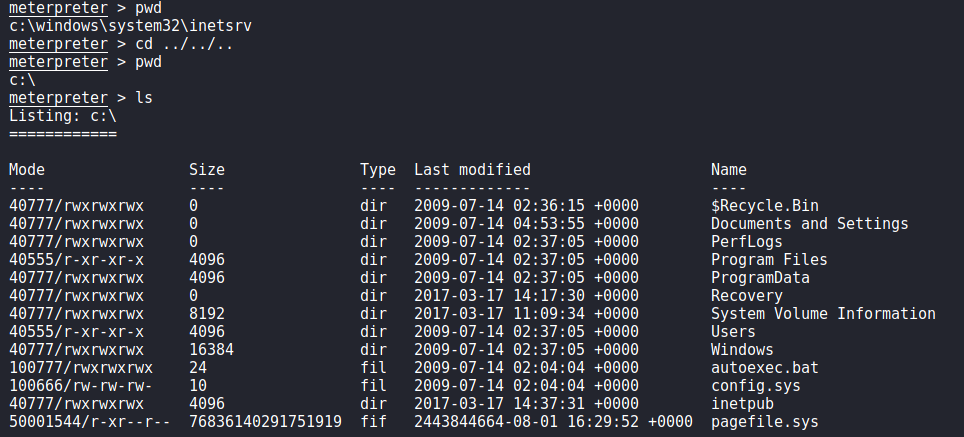 meterpreter > pwd
c:\windows\system32\inetsrv
meterpreter > cd ../../..
meterpreter > pwd
c:\
meterpreter > ls
Listing: c:\
============
Mode Size Type Last modified Name
---- ---- ---- ------------- ----
40777/rwxrwxrwx 0 dir 2009-07-14 02:36:15 +0000 $Recycle.Bin
40777/rwxrwxrwx 0 dir 2009-07-14 04:53:55 +0000 Documents and Settings
40777/rwxrwxrwx 0 dir 2009-07-14 02:37:05 +0000 PerfLogs
40555/r-xr-xr-x 4096 dir 2009-07-14 02:37:05 +0000 Program Files
40777/rwxrwxrwx 4096 dir 2009-07-14 02:37:05 +0000 ProgramData
40777/rwxrwxrwx 0 dir 2017-03-17 14:17:30 +0000 Recovery
40777/rwxrwxrwx 8192 dir 2017-03-17 11:09:34 +0000 System Volume Information
40555/r-xr-xr-x 4096 dir 2009-07-14 02:37:05 +0000 Users
40777/rwxrwxrwx 16384 dir 2009-07-14 02:37:05 +0000 Windows
100777/rwxrwxrwx 24 fil 2009-07-14 02:04:04 +0000 autoexec.bat
100666/rw-rw-rw- 10 fil 2009-07-14 02:04:04 +0000 config.sys
40777/rwxrwxrwx 4096 dir 2017-03-17 14:37:31 +0000 inetpub
50001544/r-xr--r-- 76836140291751919 fif 2443844664-08-01 16:29:52 +0000 pagefile.sys